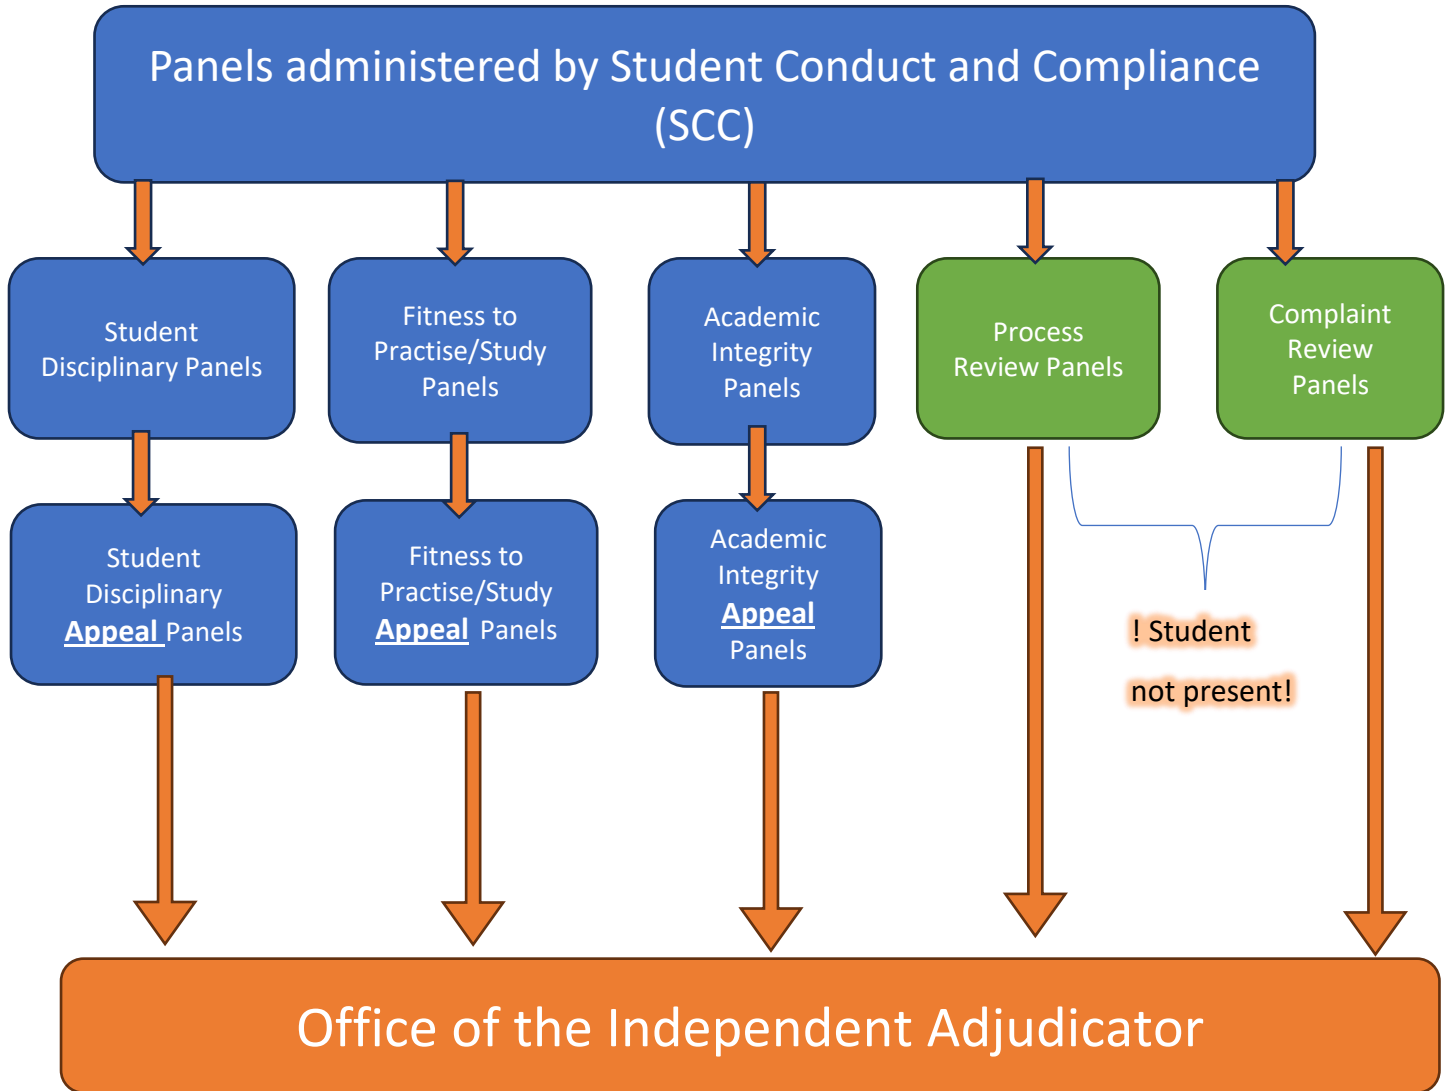 Panels administered by Student Conduct and Compliance
(SCC)
Student
Disciplinary Panels
Fitness to
Practise/Study
Panels
Academic
Integrity
Panels
Process
Review Panels
Complaint
Review
Panels
Student
Disciplinary
Appeal Panels
Fitness to
Practise/Study
Appeal Panels
Academic
Integrity
Appeal
Panels
! Student
not present!
Office of the Independent Adjudicator